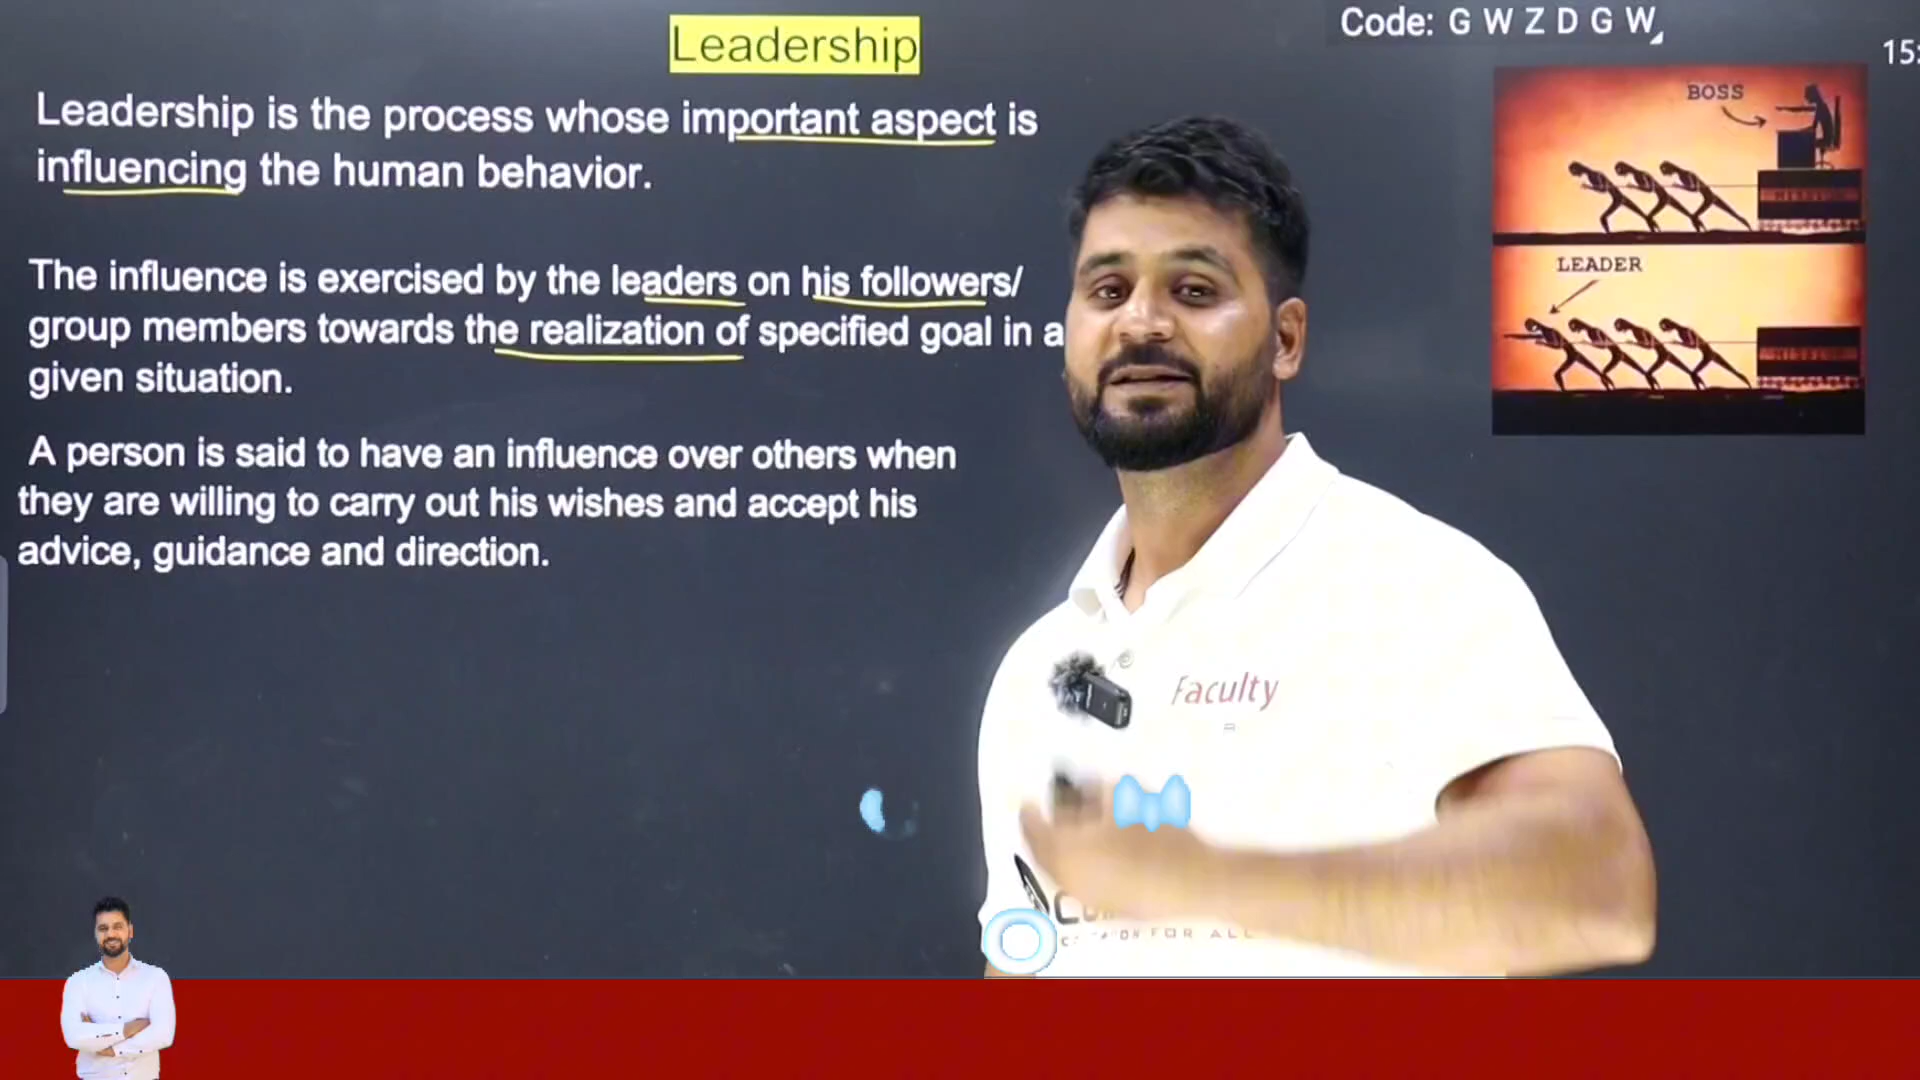 Leadership
Code: G W Z D G W
15:
Leadership is the process whose important aspect is
influencing the human behavior.
The influence is exercised by the leaders on his followers/
group members towards the realization of specified goal in a
given situation.
A person is said to have an influence over others when
they are willing to carry out his wishes and accept his
advice, guidance and direction.
BOSS
LEADER
Faculty
FOR ALL